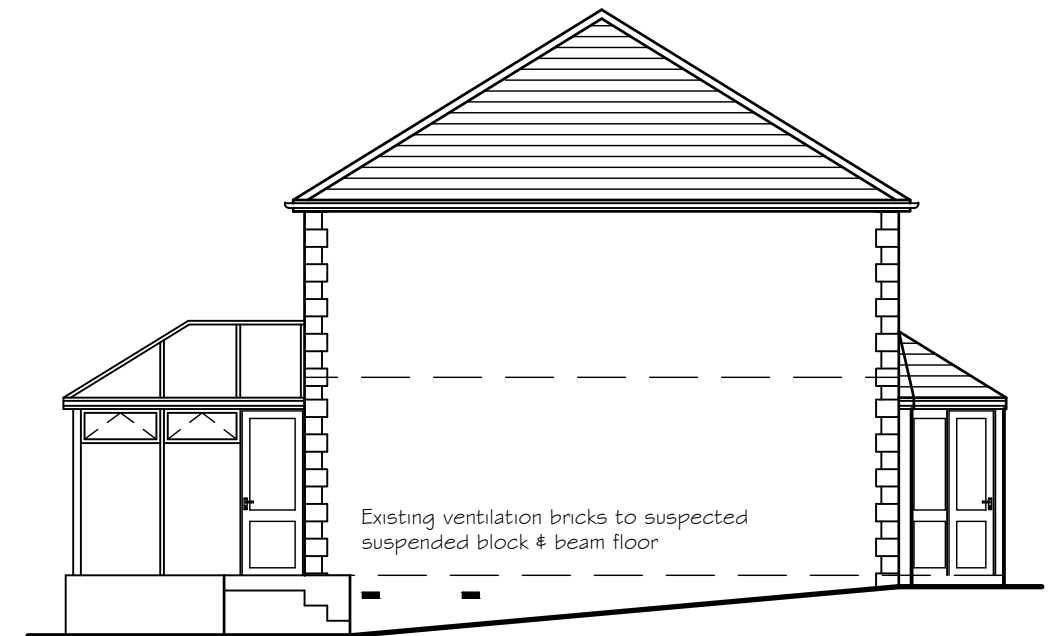 Existing ventilation bricks to suspected
suspended block & beam floor